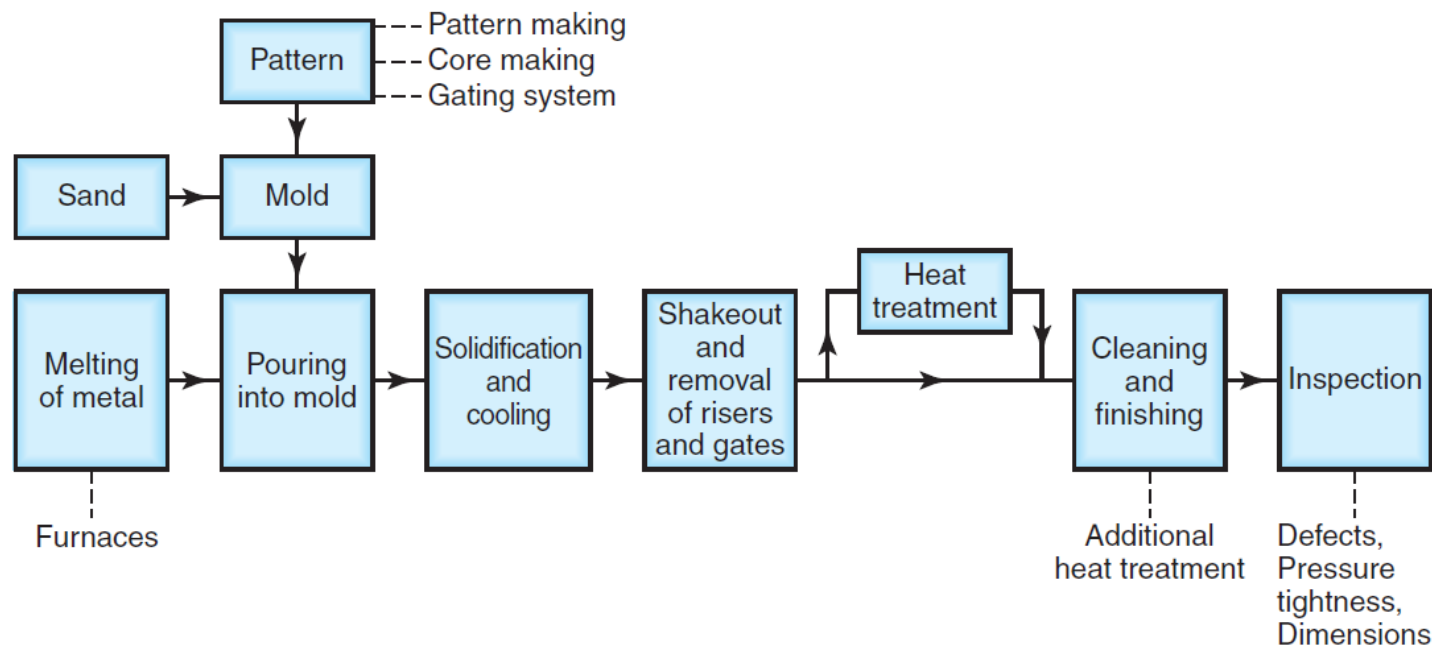 Pattern
Pattern making
Core making
Gating system
Sand
Mold
Melting
of metal
Pouring
into mold
Solidification
and
cooling
Shakeout
and
removal
of risers
and gates
Heat
treatment
Cleaning
and
finishing
Inspection
Furnaces
Additional
heat treatment
Defects,
Pressure
tightness,
Dimensions